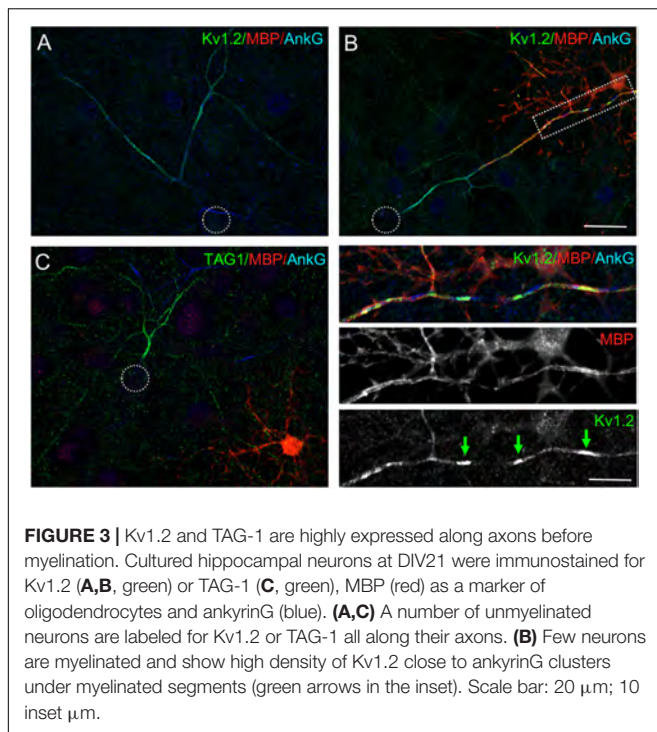 A
Kv1.2/MBP/AnkG
B
Kv1.2/MBP/AnkG
C
TAG1/MBP/AnkG
Kv1.2/MBP/AnkG
MBP
Kv1.2
FIGURE 3 | Kv1.2 and TAG-1 are highly expressed along axons before
myelination. Cultured hippocampal neurons at DIV21 were immunostained for
Kv1.2 (A,B, green) or TAG-1 (C, green), MBP (red) as a marker of
oligodendrocytes and ankyrinG (blue). (A,C) A number of unmyelinated
neurons are labeled for Kv1.2 or TAG-1 all along their axons. (B) Few neurons
are myelinated and show high density of Kv1.2 close to ankyrinG clusters
under myelinated segments (green arrows in the inset). Scale bar: 20 μm; 10
inset μm.